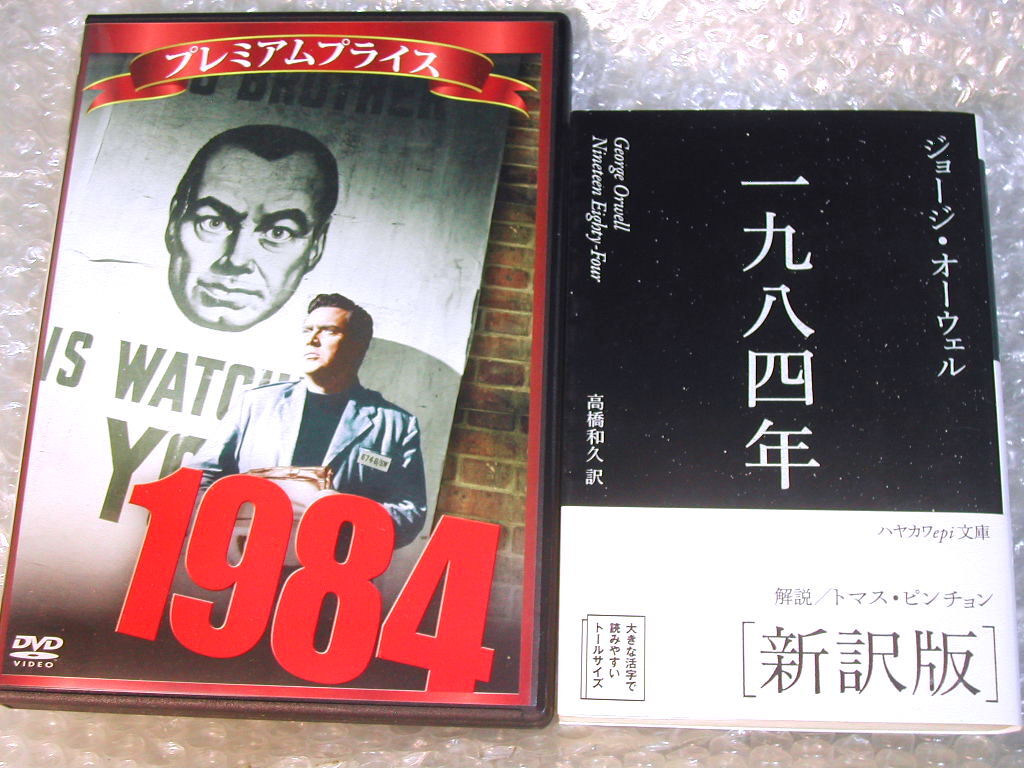 プレミアムプライス
BROTHER
IS WATCHI
YO
674-B/SW
1984
DVD
VIDEO
ジョージ・オーウェル
一九八四年
George Orwell
Nineteen Eighty-Four
高橋和久 訳
ハヤカワepi文庫
解説/トマス・ピンチョン
[新訳版]
大きな活字で
読みやすい
トールサイズ